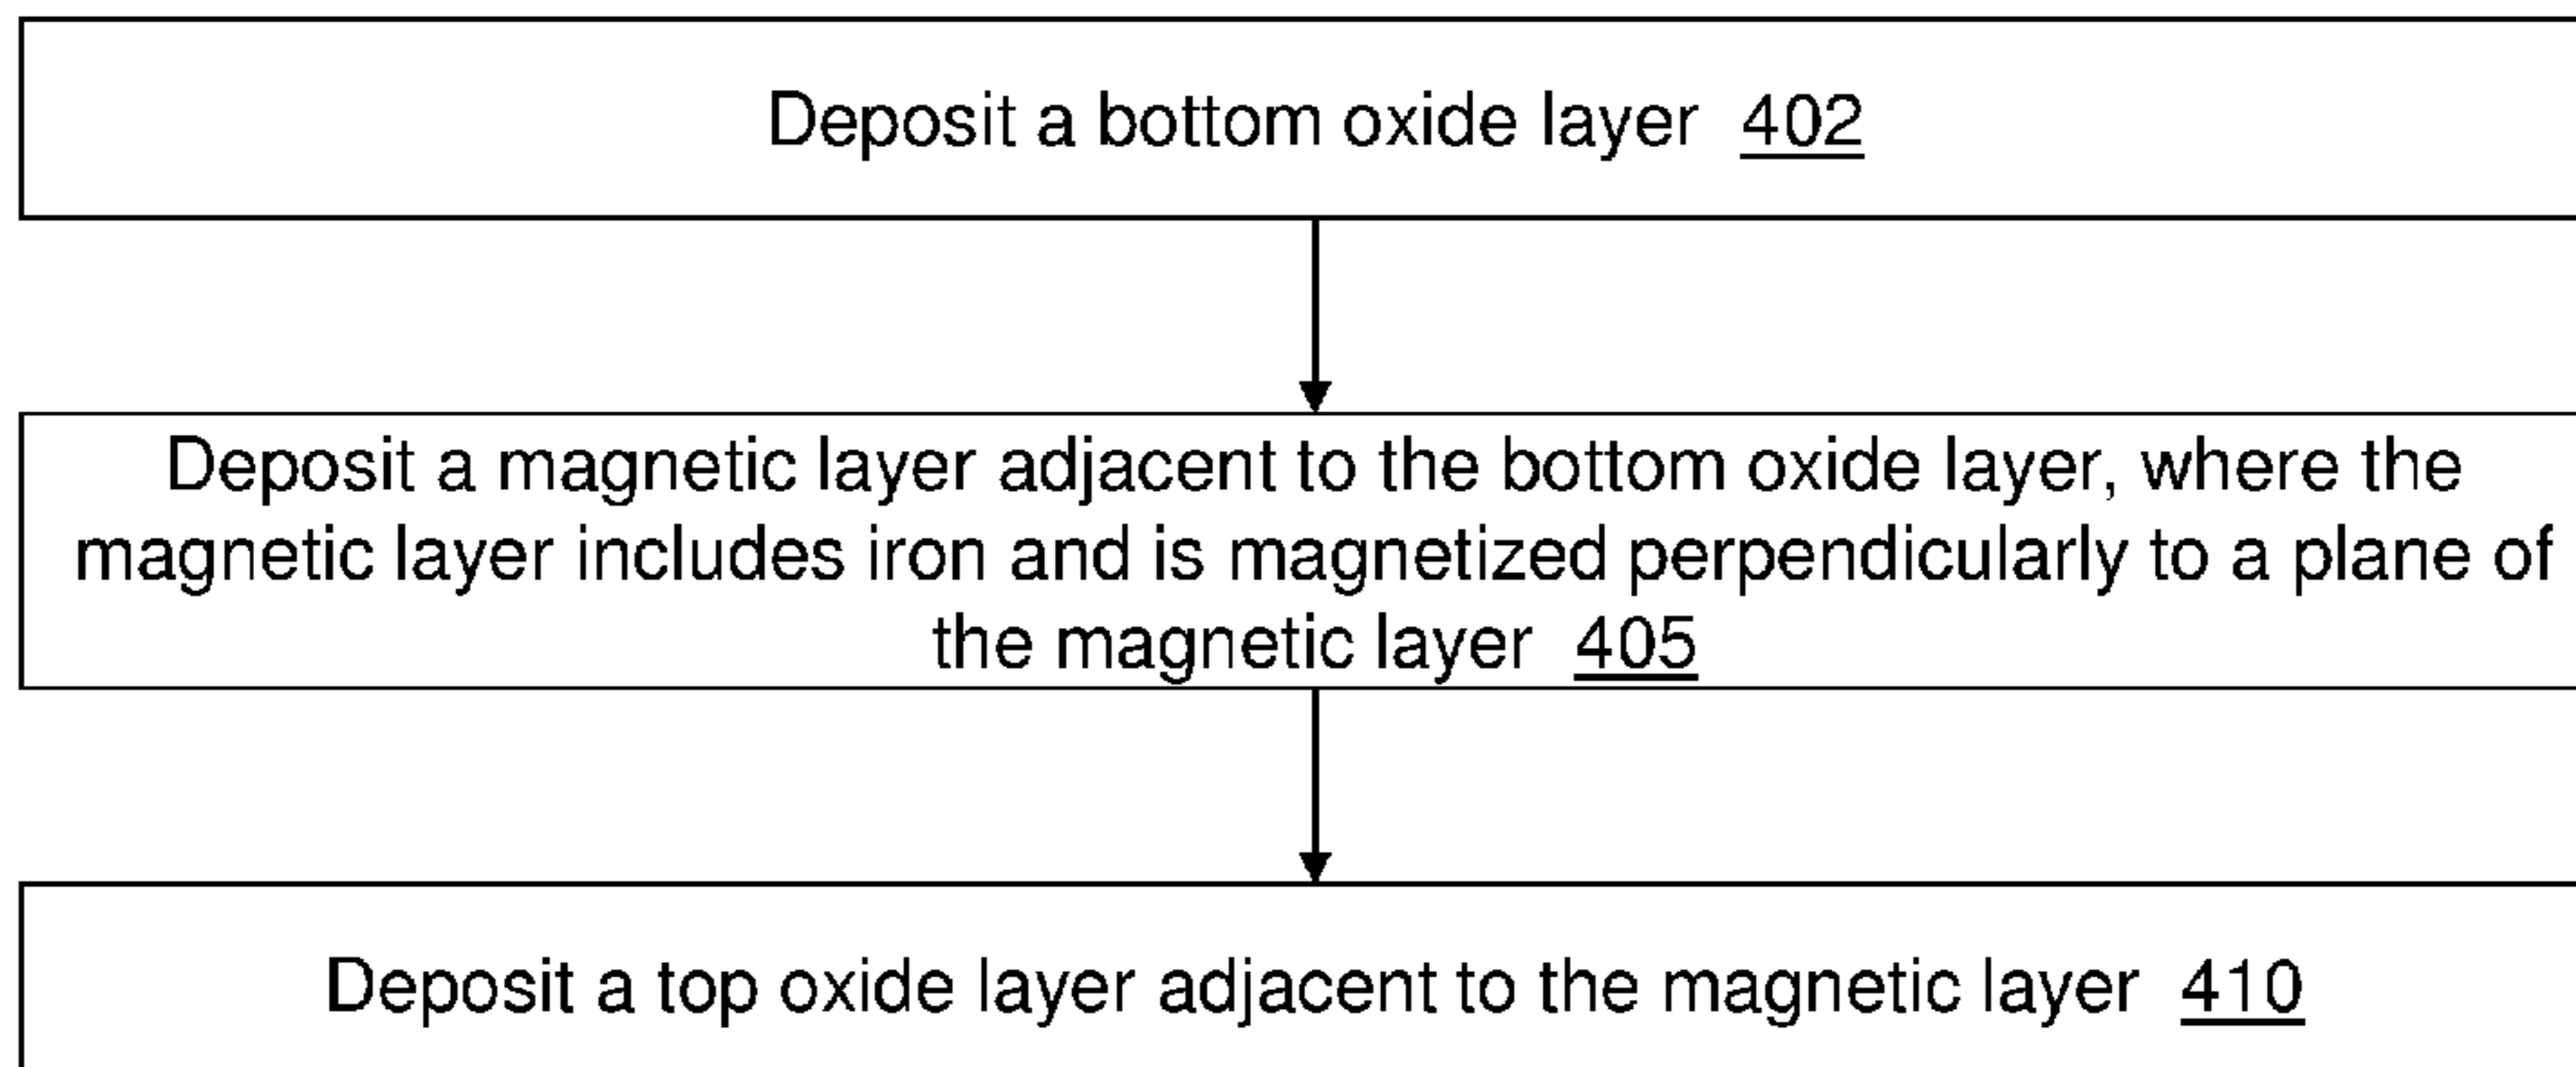 Deposit a bottom oxide layer 402
Deposit a magnetic layer adjacent to the bottom oxide layer, where the
magnetic layer includes iron and is magnetized perpendicularly to a plane of
the magnetic layer 405
Deposit a top oxide layer adjacent to the magnetic layer 410